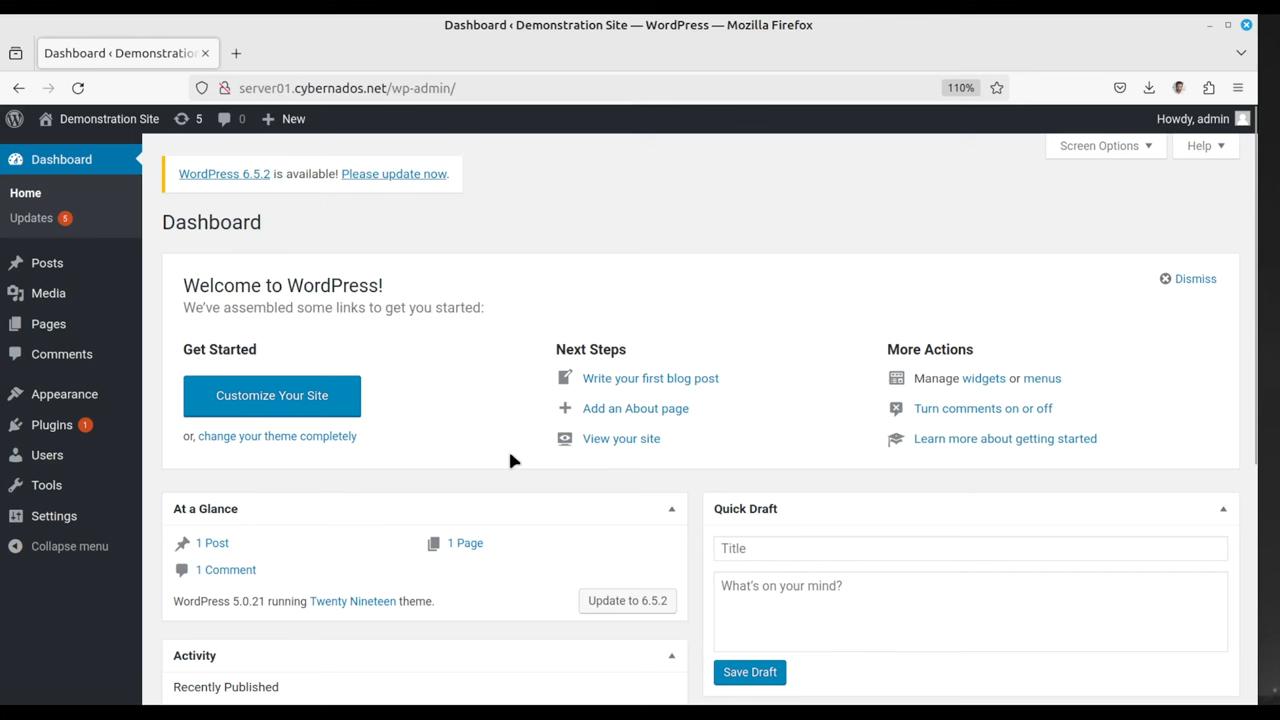 Dashboard ‹ Demonstration Site — WordPress — Mozilla Firefox
Dashboard ‹ Demonstratio
server01.cybernados.net/wp-admin/
110%
Demonstration Site
5
0
New
Howdy, admin
Dashboard
Home
Updates 5
Posts
Media
Pages
Comments
Appearance
Plugins 1
Users
Tools
Settings
Collapse menu
Screen Options
Help
WordPress 6.5.2 is available! Please update now.
Dashboard
Welcome to WordPress!
We’ve assembled some links to get you started:
Dismiss
Get Started
Customize Your Site
or, change your theme completely
Next Steps
Write your first blog post
Add an About page
View your site
More Actions
Manage widgets or menus
Turn comments on or off
Learn more about getting started
At a Glance
1 Post
1 Page
1 Comment
WordPress 5.0.21 running Twenty Nineteen theme.
Update to 6.5.2
Activity
Recently Published
Quick Draft
Title
What’s on your mind?
Save Draft